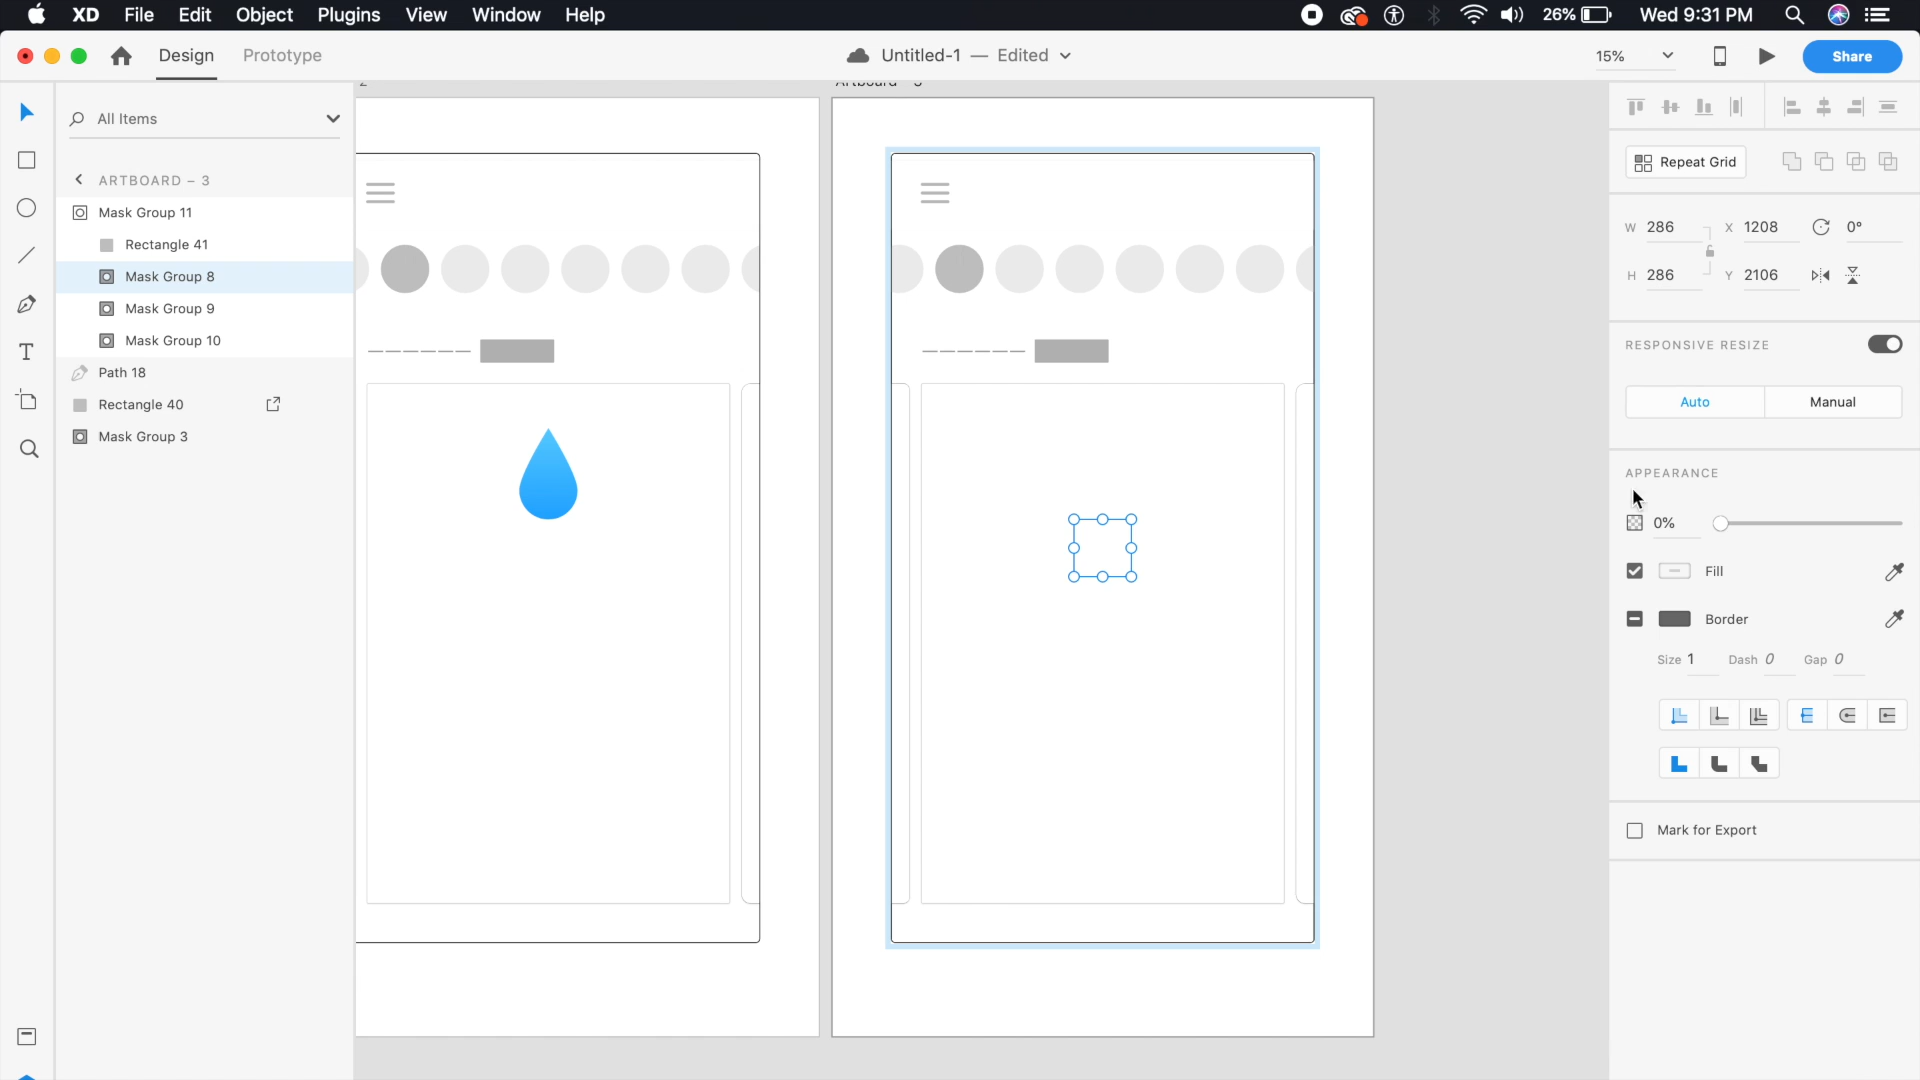 XD File Edit Object Plugins View Window Help 26% Wed 9:31 PM
Design Prototype Untitled-1 — Edited 15% Share
All Items
ARTBOARD – 3
Mask Group 11
Rectangle 41
Mask Group 8
Mask Group 9
Mask Group 10
Path 18
Rectangle 40
Mask Group 3
Repeat Grid
W 286 X 1208 0°
H 286 Y 2106
RESPONSIVE RESIZE
Auto Manual
APPEARANCE
0%
Fill
Border
Size 1 Dash 0 Gap 0
Mark for Export